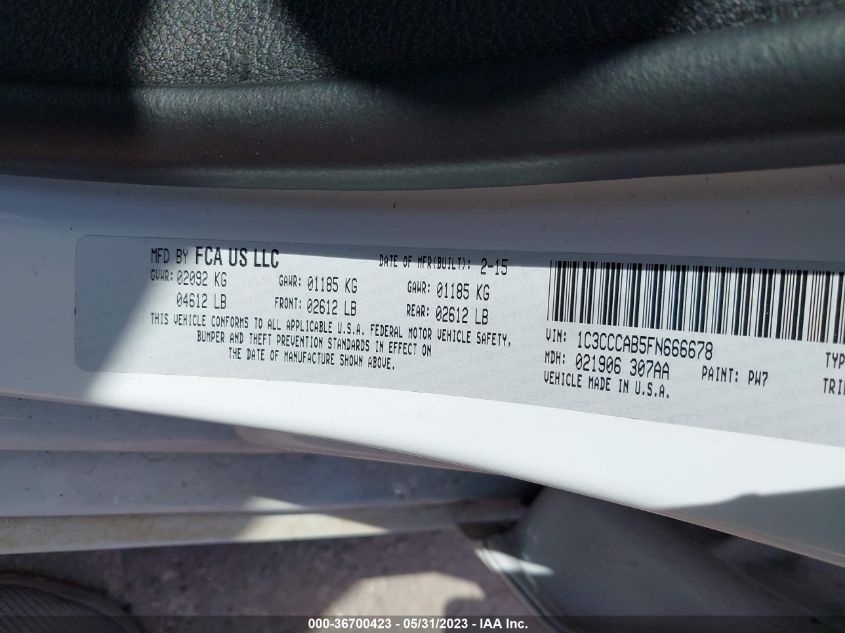 MFD BY FCA US LLC DATE OF MFR(BUILT): 2-15
GVWR: 02092 KG GAWR: 01185 KG GAWR: 01185 KG
04612 LB FRONT: 02612 LB REAR: 02612 LB
THIS VEHICLE CONFORMS TO ALL APPLICABLE U.S.A. FEDERAL MOTOR VEHICLE SAFETY,
BUMPER AND THEFT PREVENTION STANDARDS IN EFFECT ON
THE DATE OF MANUFACTURE SHOWN ABOVE.
VIN: 1C3CCCAB5FN666678
MDH: 021906 307AA PAINT: PW7 TYP
VEHICLE MADE IN U.S.A. TRI
000-36700423 - 05/31/2023 - IAA Inc.